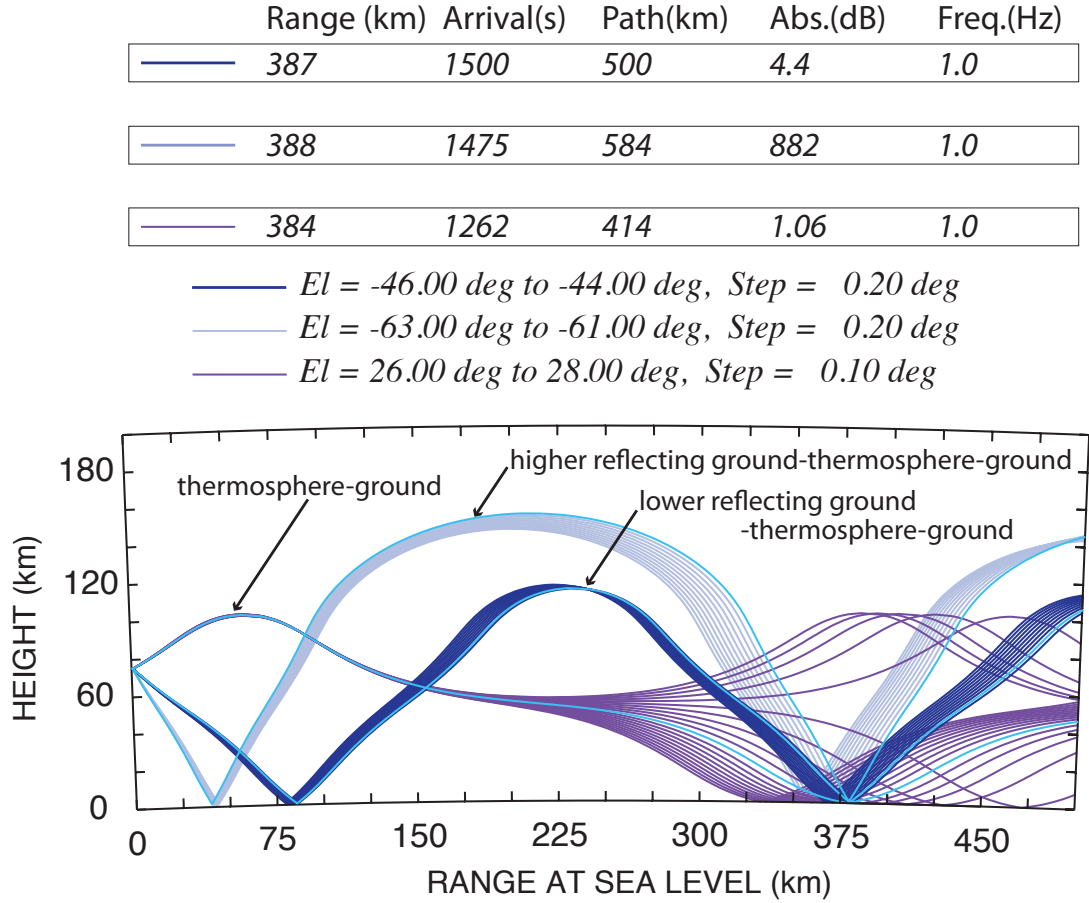 Range (km) Arrival(s) Path(km) Abs.(dB) Freq.(Hz)
387 1500 500 4.4 1.0
388 1475 584 882 1.0
384 1262 414 1.06 1.0
El = -46.00 deg to -44.00 deg, Step = 0.20 deg
El = -63.00 deg to -61.00 deg, Step = 0.20 deg
El = 26.00 deg to 28.00 deg, Step = 0.10 deg
180
120
60
0
HEIGHT (km)
thermosphere-ground
higher reflecting ground-thermosphere-ground
lower reflecting ground
-thermosphere-ground
0 75 150 225 300 375 450
RANGE AT SEA LEVEL (km)